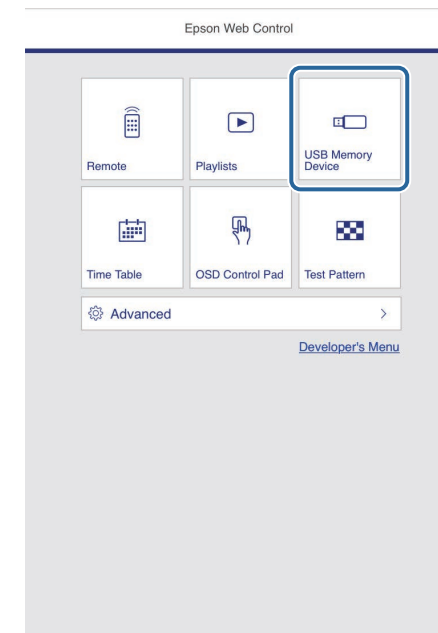 Epson Web Control
Remote
Playlists
USB Memory
Device
Time Table
OSD Control Pad
Test Pattern
Advanced
Developer's Menu